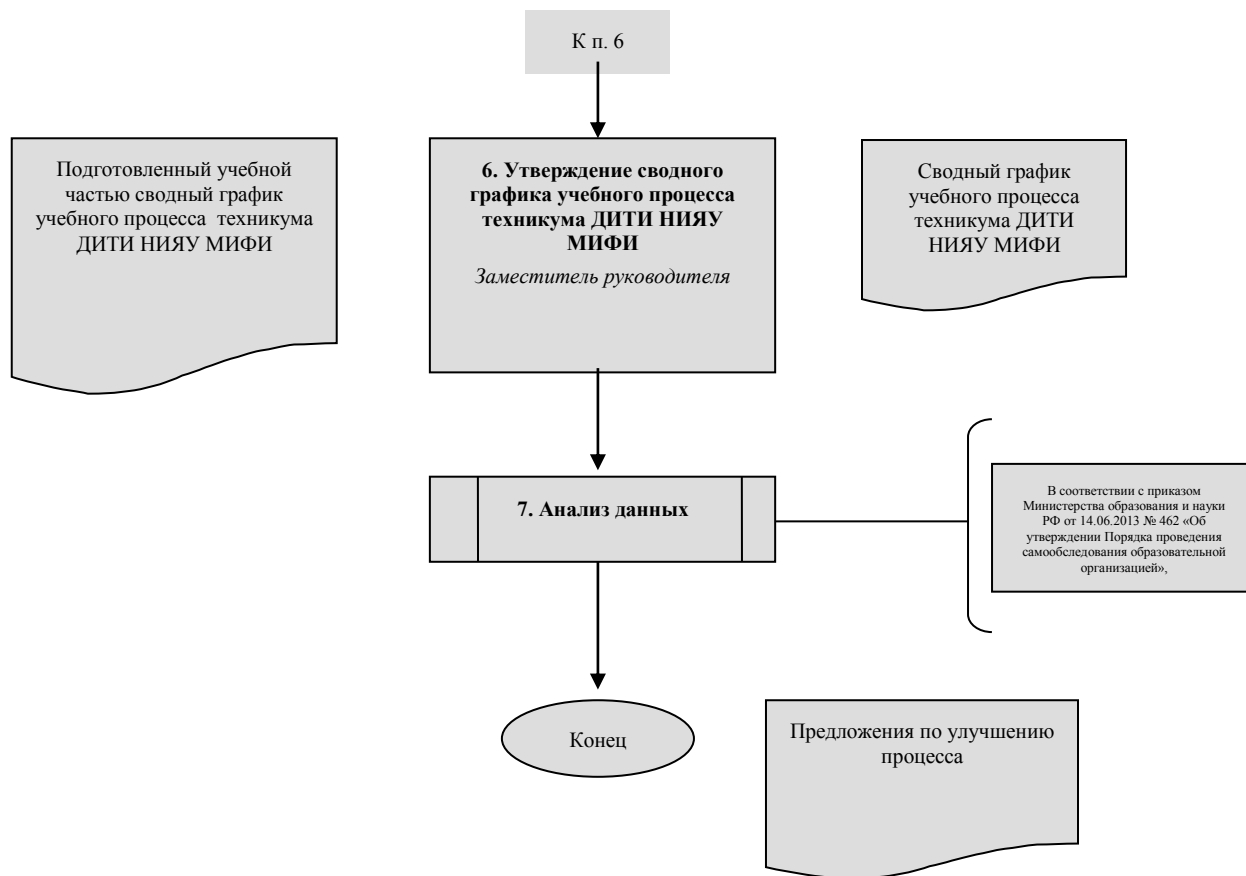 К п. 6
Подготовленный учебной
частью сводный график
учебного процесса техникума
ДИТИ НИЯУ МИФИ
6. Утверждение сводного
графика учебного процесса
техникума ДИТИ НИЯУ
МИФИ
Заместитель руководителя
Сводный график
учебного процесса
техникума ДИТИ
НИЯУ МИФИ
7. Анализ данных
В соответствии с приказом
Министерства образования и науки
РФ от 14.06.2013 № 462 «Об
утверждении Порядка проведения
самообследования образовательной
организацией»,
Конец
Предложения по улучшению
процесса